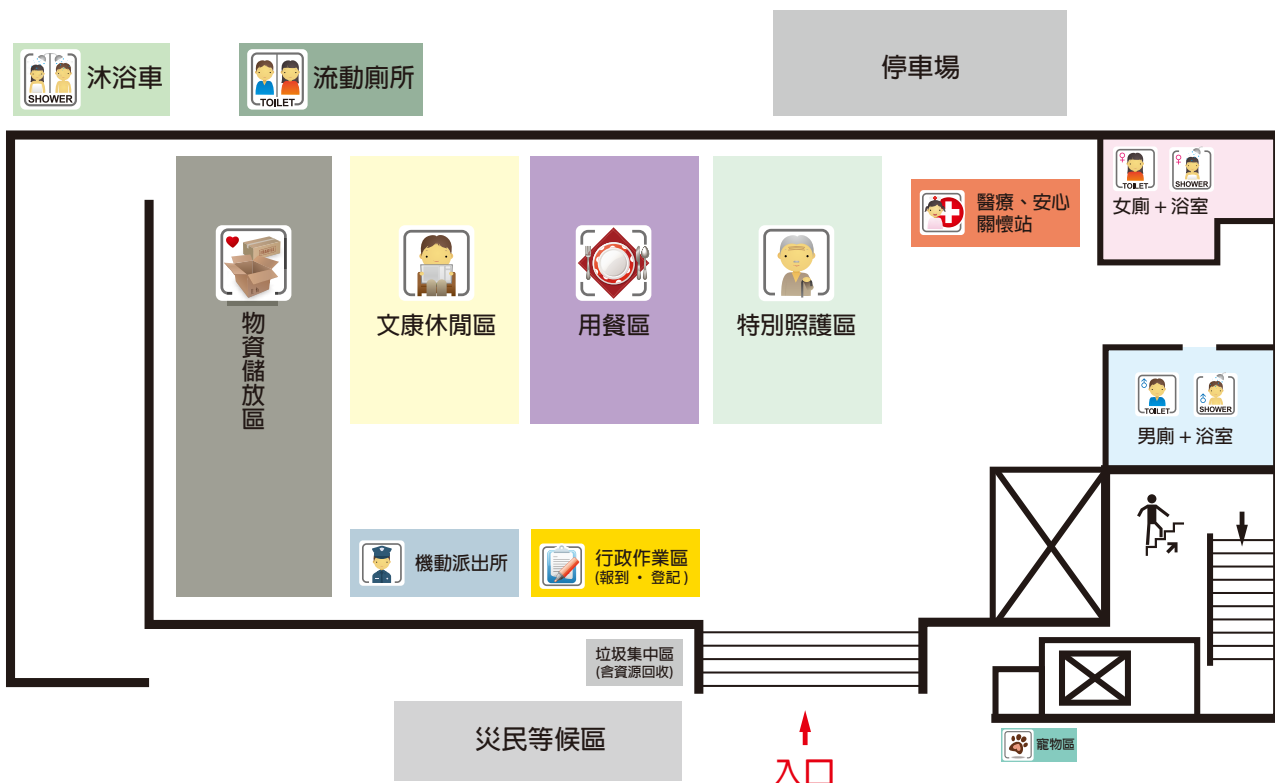 SHOWER
沐浴車
TOILET
流動廁所
停車場
物資儲放區
文康休閒區
用餐區
特別照護區
醫療、安心
關懷站
TOILET
SHOWER
女廁+浴室
TOILET
SHOWER
男廁+浴室
機動派出所
行政作業區
(報到・登記)
垃圾集中區
(含資源回收)
災民等候區
入口
寵物區